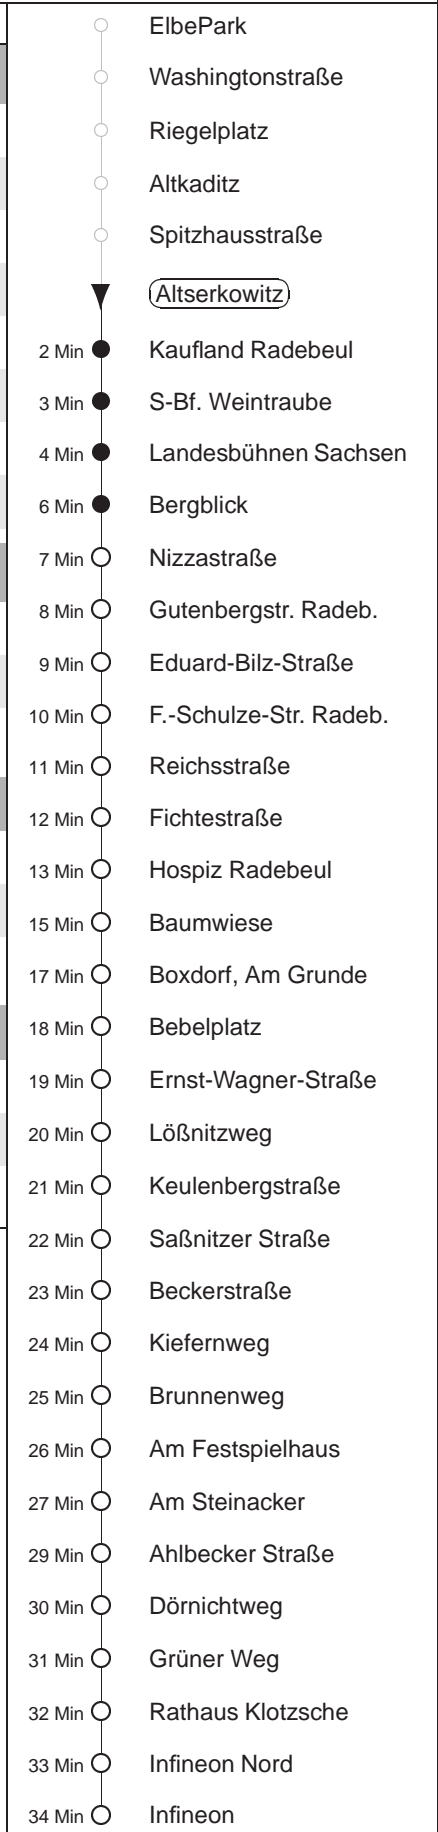 ElbePark
Washingtonstraße
Riegelplatz
Altkaditz
Spitzhausstraße
Altserkowitz
2 Min Kaufland Radebeul
3 Min S-Bf. Weintraube
4 Min Landesbühnen Sachsen
6 Min Bergblick
7 Min Nizzastraße
8 Min Gutenbergstr. Radeb.
9 Min Eduard-Bilz-Straße
10 Min F.-Schulze-Str. Radeb.
11 Min Reichsstraße
12 Min Fichtestraße
13 Min Hospiz Radebeul
15 Min Baumwiese
17 Min Boxdorf, Am Grunde
18 Min Bebelplatz
19 Min Ernst-Wagner-Straße
20 Min Lößnitzweg
21 Min Keulenbergstraße
22 Min Saßnitzer Straße
23 Min Beckerstraße
24 Min Kiefernweg
25 Min Brunnenweg
26 Min Am Festspielhaus
27 Min Am Steinacker
29 Min Ahlbecker Straße
30 Min Dörnichtweg
31 Min Grüner Weg
32 Min Rathaus Klotzsche
33 Min Infineon Nord
34 Min Infineon